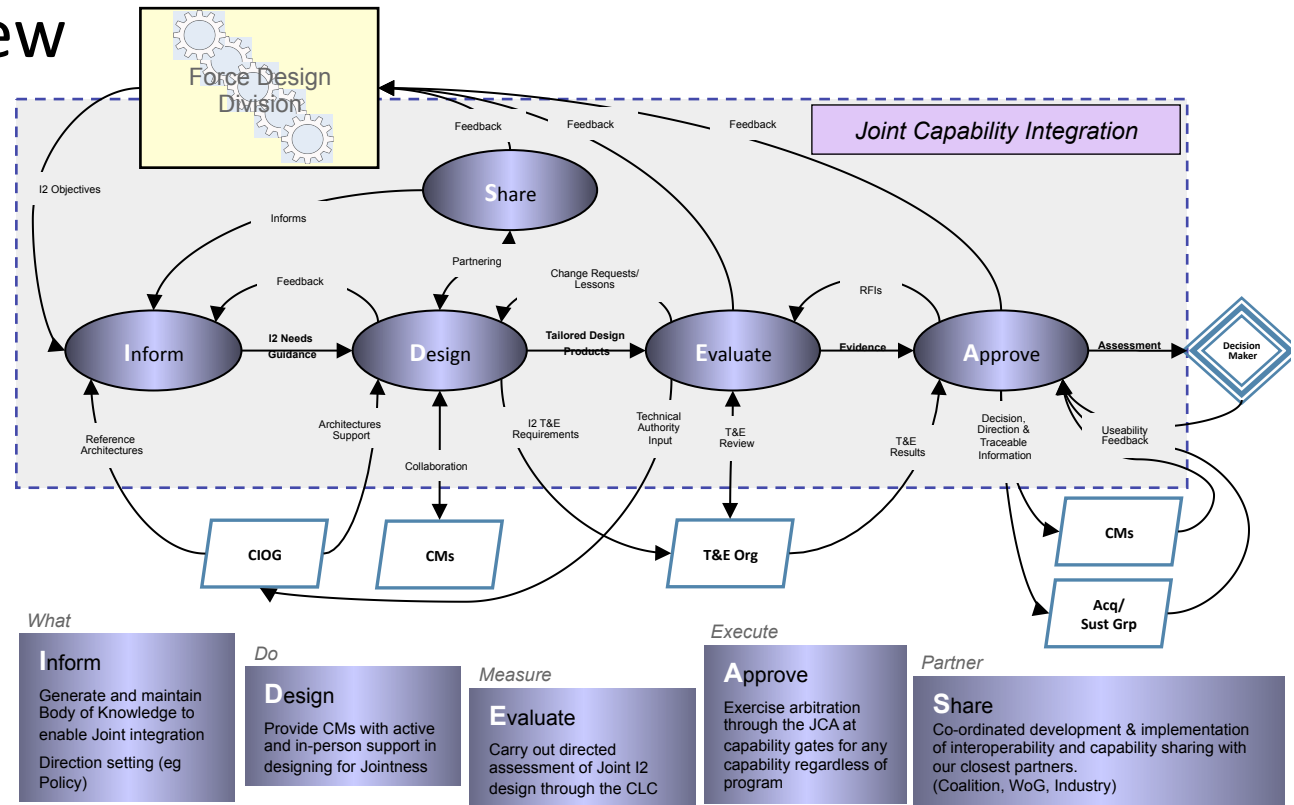 ew
Force Design
Division
Joint Capability Integration
Feedback
Feedback
Feedback
I2 Objectives
Share
Informs
Partnering
Change Requests/
Lessons
Feedback
RFIs
Inform
I2 Needs
Guidance
Design
Tailored Design
Products
Evaluate
Evidence
Approve
Assessment
Decision
Maker
Reference
Architectures
Architectures
Support
Collaboration
I2 T&E
Requirements
Technical
Authority
Input
T&E
Review
T&E
Results
Decision,
Direction &
Traceable
Information
Useability
Feedback
CIOG
CMs
T&E Org
CMs
Acq/
Sust Grp
What
Inform
Generate and maintain
Body of Knowledge to
enable Joint integration
Direction setting (eg
Policy)
Do
Design
Provide CMs with active
and in-person support in
designing for Jointness
Measure
Evaluate
Carry out directed
assessment of Joint I2
design through the CLC
Execute
Approve
Exercise arbitration
through the JCA at
capability gates for any
capability regardless of
program
Partner
Share
Co-ordinated development & implementation
of interoperability and capability sharing with
our closest partners.
(Coalition, WoG, Industry)